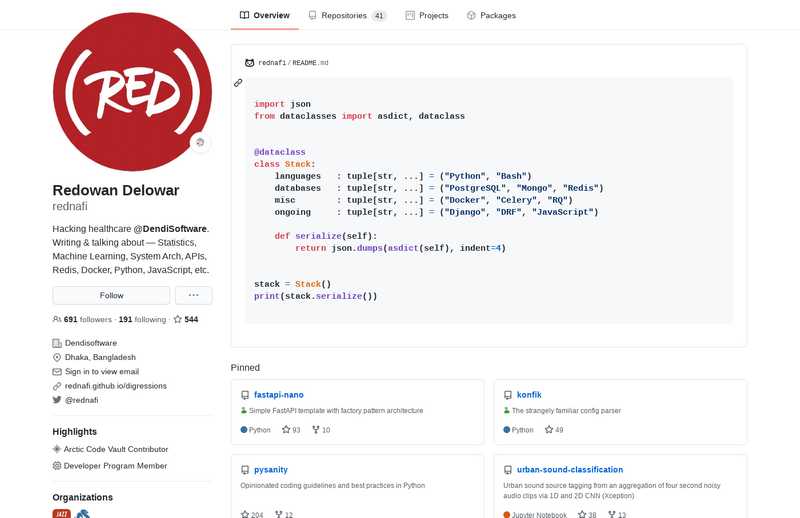 Overview
Repositories 41
Projects
Packages
(RED)
Redowan Delowar
rednafi
Hacking healthcare @DendiSoftware.
Writing & talking about — Statistics,
Machine Learning, System Arch, APIs,
Redis, Docker, Python, JavaScript, etc.
Follow
...
691 followers · 191 following · 544
Dendisoftware
Dhaka, Bangladesh
Sign in to view email
rednafi.github.io/digressions
@rednafi
Highlights
Arctic Code Vault Contributor
Developer Program Member
Organizations
JAZZ
rednafi / README.md
import json
from dataclasses import asdict, dataclass
@dataclass
class Stack:
    languages   : tuple[str, ...] = ("Python", "Bash")
    databases   : tuple[str, ...] = ("PostgreSQL", "Mongo", "Redis")
    misc        : tuple[str, ...] = ("Docker", "Celery", "RQ")
    ongoing     : tuple[str, ...] = ("Django", "DRF", "JavaScript")
    def serialize(self):
        return json.dumps(asdict(self), indent=4)
stack = Stack()
print(stack.serialize())
Pinned
fastapi-nano
Simple FastAPI template with factory pattern architecture
Python 93 10
konfik
The strangely familiar config parser
Python 49
pysanity
Opinionated coding guidelines and best practices in Python
204 12
urban-sound-classification
Urban sound source tagging from an aggregation of four second noisy
audio clips via 1D and 2D CNN (Xception)
Jupyter Notebook 38 13